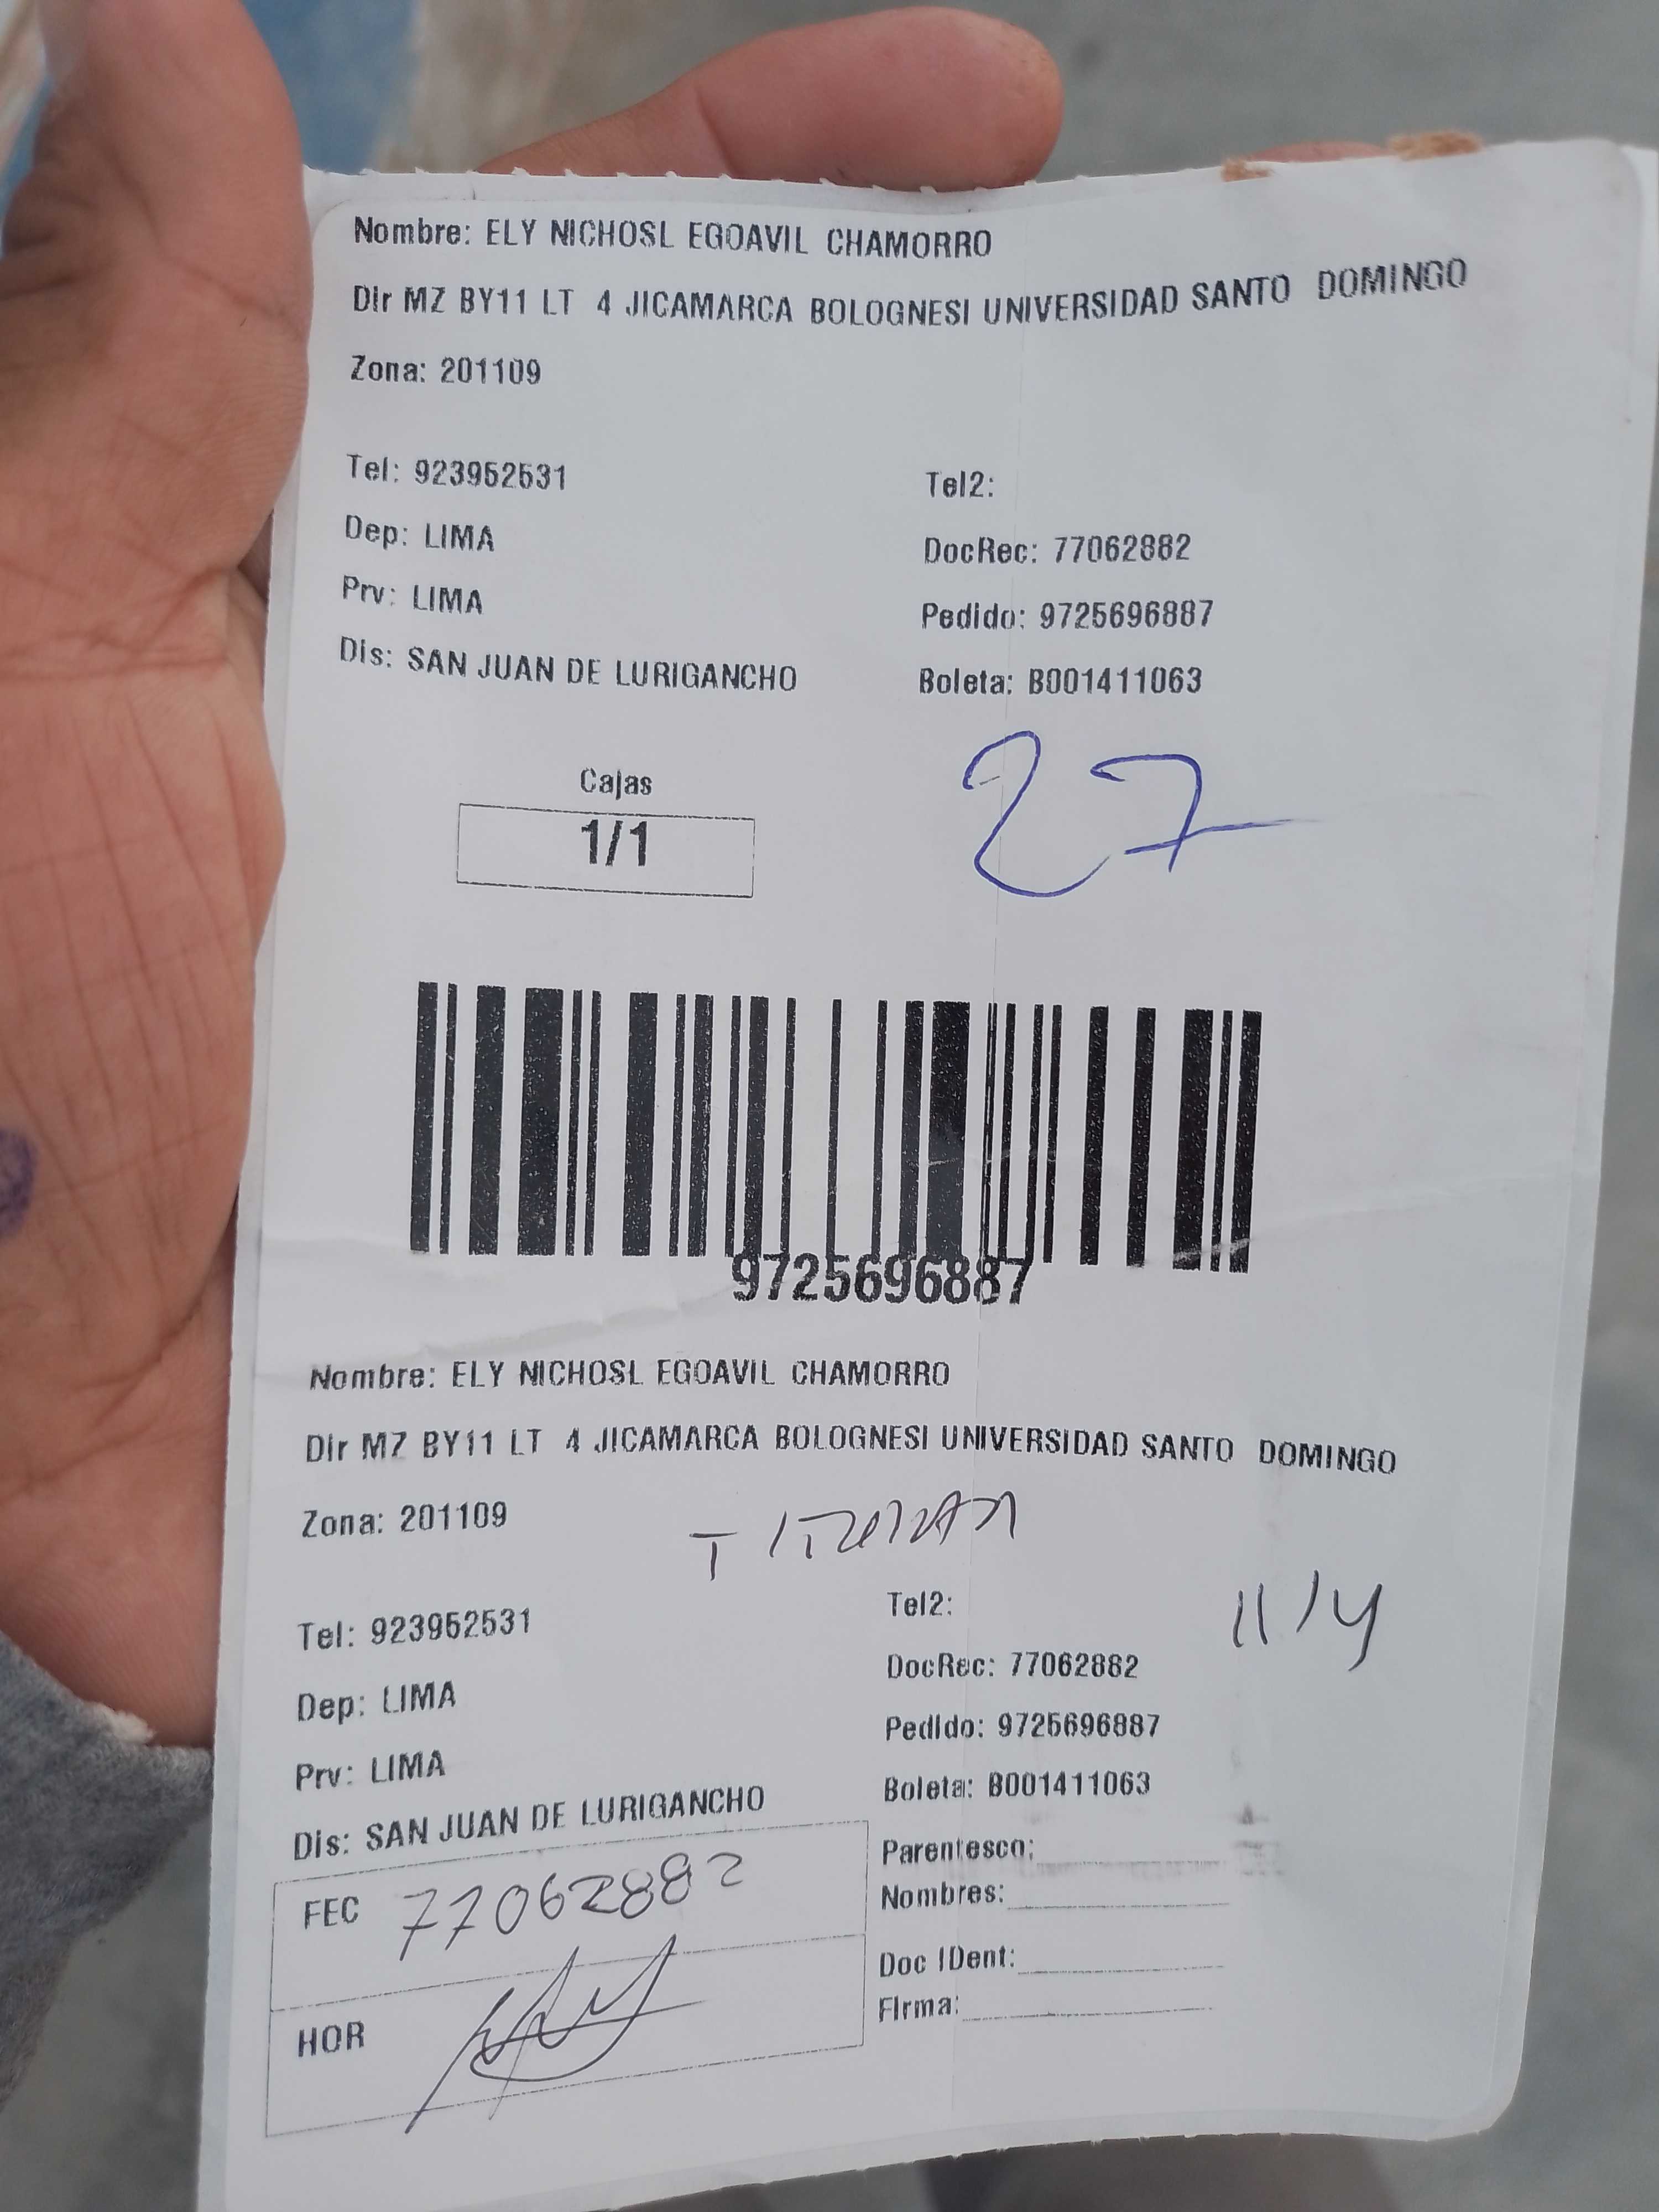 Nombre: ELY NICHOSL EGOAVIL CHAMORRO
Dir MZ BY11 LT 4 JICAMARCA BOLOGNESI UNIVERSIDAD SANTO DOMINGO
Zona: 201109
Tel: 923952531
Tel2:
Dep: LIMA
DocRec: 77062882
Prv: LIMA
Pedido: 9725696887
Dis: SAN JUAN DE LURIGANCHO
Boleta: B001411063
Cajas
1/1
27
9725696887
Nombre: ELY NICHOSL EGOAVIL CHAMORRO
Dir MZ BY11 LT 4 JICAMARCA BOLOGNESI UNIVERSIDAD SANTO DOMINGO
Zona: 201109
Tel: 923952531
Tel2:
11/4
Dep: LIMA
DocRec: 77062882
Prv: LIMA
Pedido: 9725696887
Dis: SAN JUAN DE LURIGANCHO
Boleta: B001411063
Parentesco:
FEC 77062882
Nombres:
Doc IDent:
HOR
Firma: